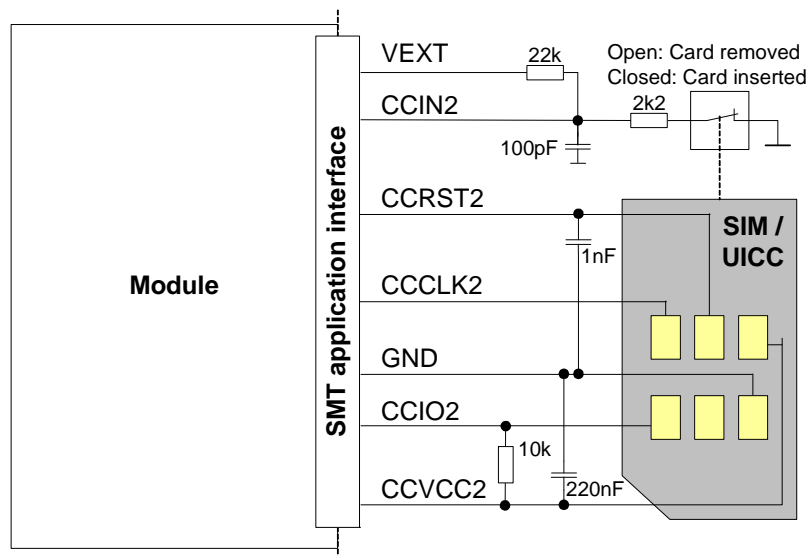 VEXT
22k
Open: Card removed
Closed: Card inserted
CCIN2
2k2
100pF
CCRST2
SIM /
UICC
1nF
Module
SMT application interface
CCCLK2
GND
CCIO2
10k
220nF
CCVCC2